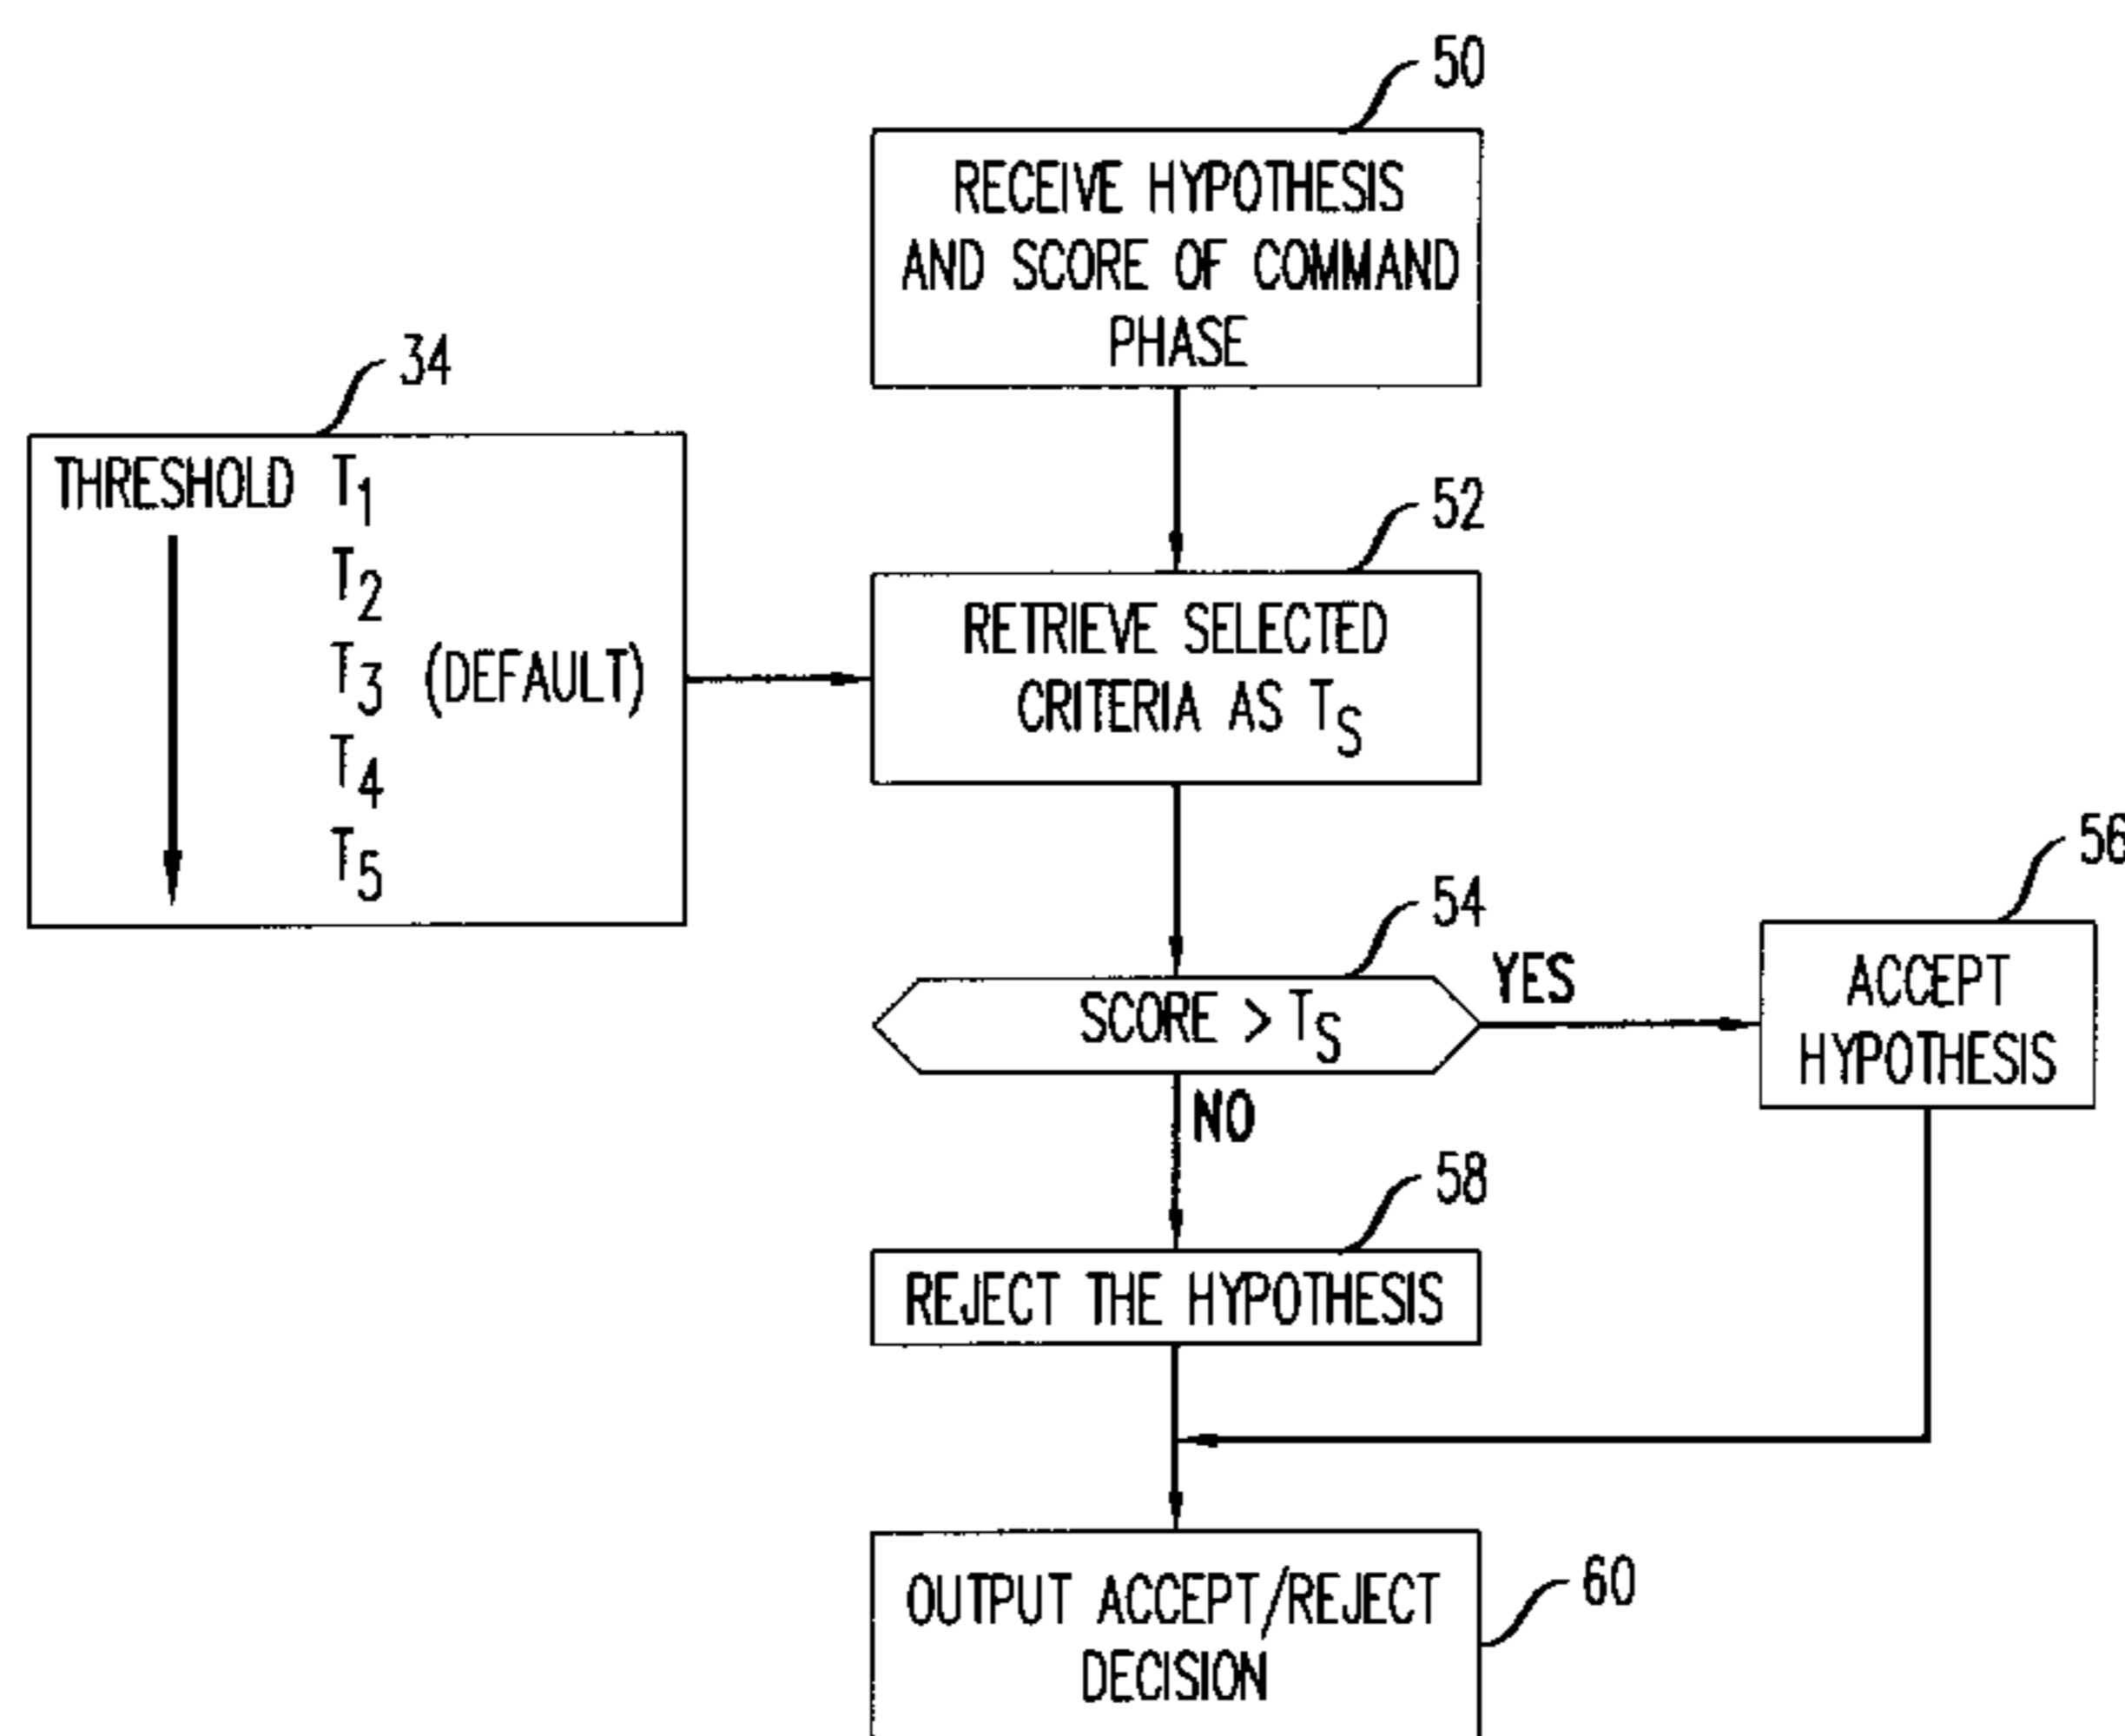 50
RECEIVE HYPOTHESIS
AND SCORE OF COMMAND
PHASE
34
THRESHOLD T1
T2
T3 (DEFAULT)
T4
T5
52
RETRIEVE SELECTED
CRITERIA AS TS
54
SCORE > TS
YES
NO
56
ACCEPT
HYPOTHESIS
58
REJECT THE HYPOTHESIS
OUTPUT ACCEPT/REJECT
DECISION
60